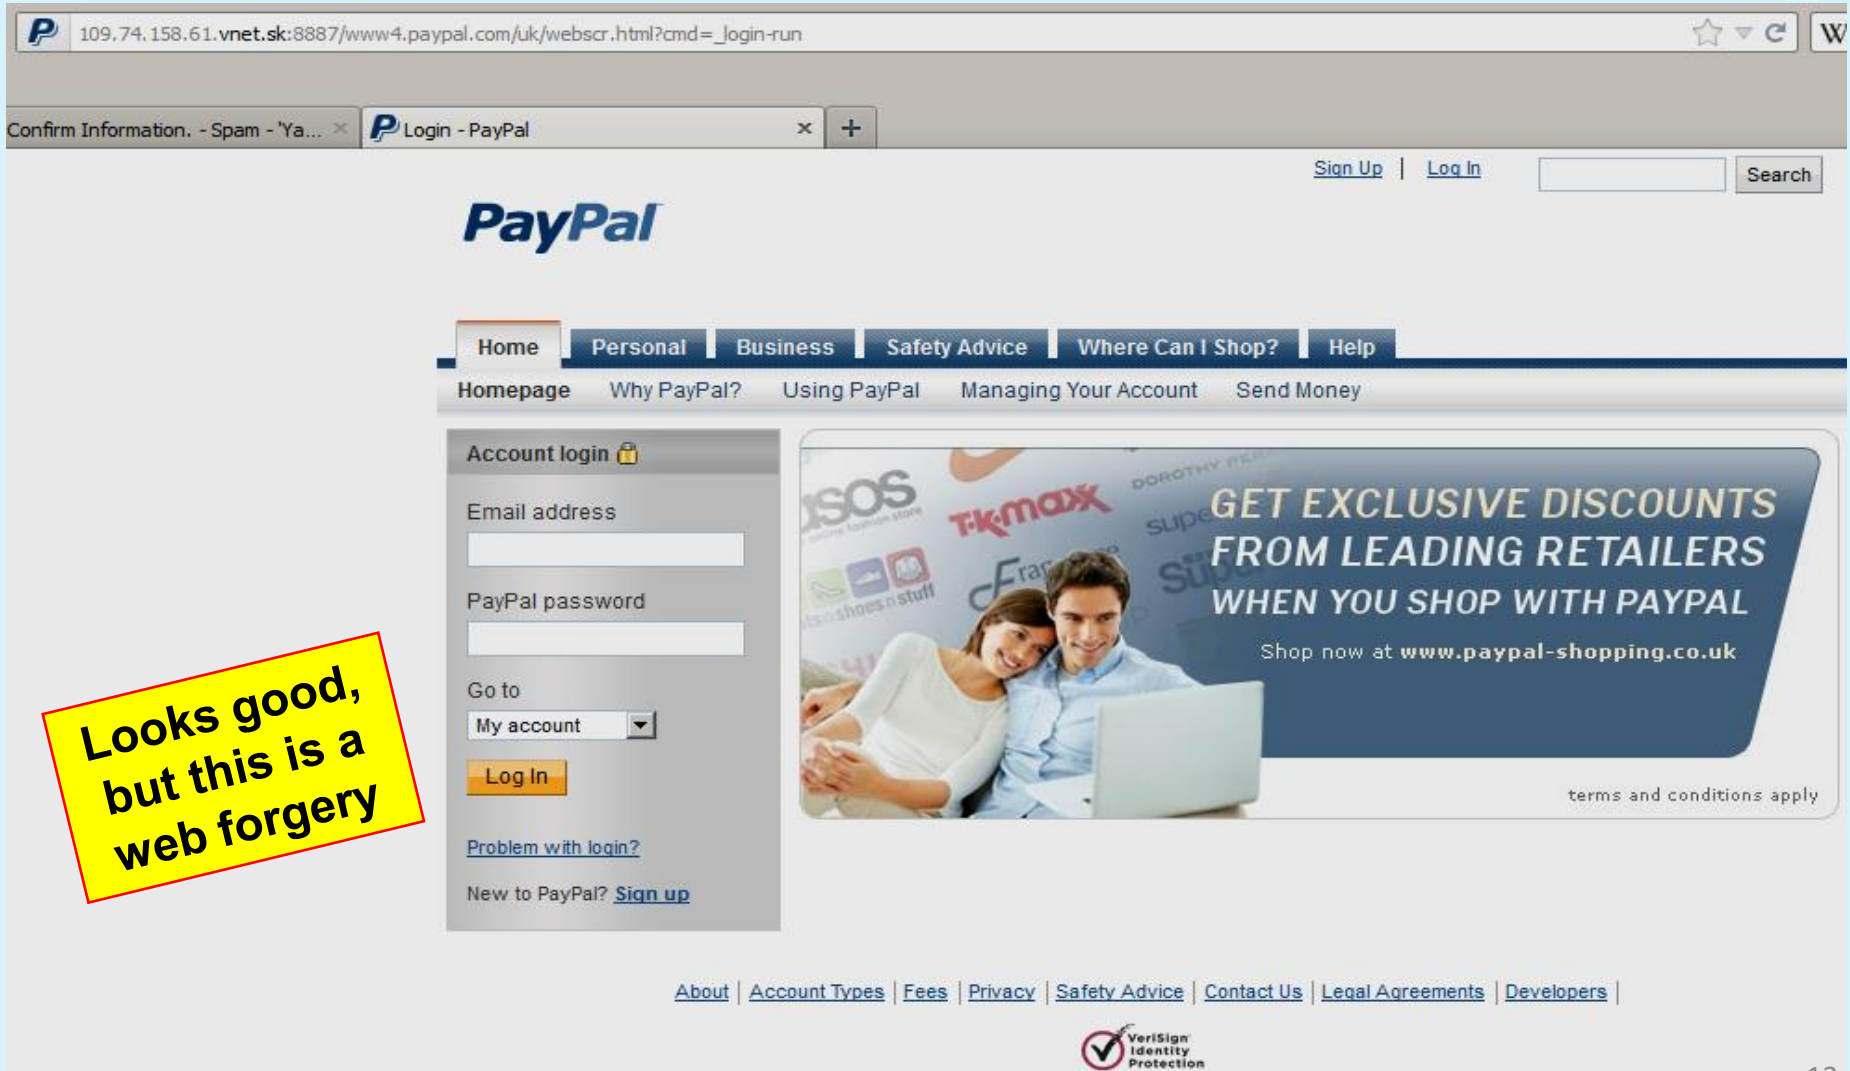 109.74.158.61.vnet.sk:8887/www4.paypal.com/uk/webscr.html?cmd=_login-run
W
Confirm Information. - Spam - 'Ya...
Login - PayPal
Sign Up | Log In
Search
PayPal
Home Personal Business Safety Advice Where Can I Shop? Help
Homepage Why PayPal? Using PayPal Managing Your Account Send Money
Account login
Email address
PayPal password
Go to
My account
Log In
Problem with login?
New to PayPal? Sign up
Looks good,
but this is a
web forgery
T·K·maxx
shoes n stuff
GET EXCLUSIVE DISCOUNTS
FROM LEADING RETAILERS
WHEN YOU SHOP WITH PAYPAL
Shop now at www.paypal-shopping.co.uk
terms and conditions apply
About | Account Types | Fees | Privacy | Safety Advice | Contact Us | Legal Agreements | Developers |
VeriSign
Identity
Protection